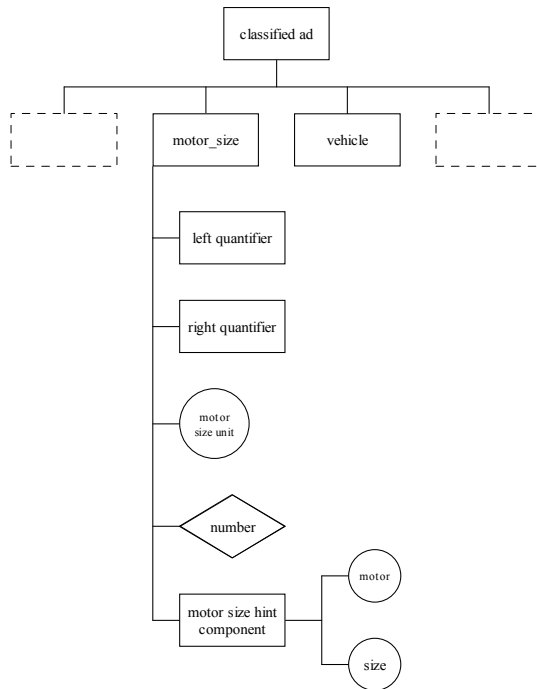 classified ad
motor_size
vehicle
left quantifier
right quantifier
motor
size unit
number
motor size hint
component
motor
size